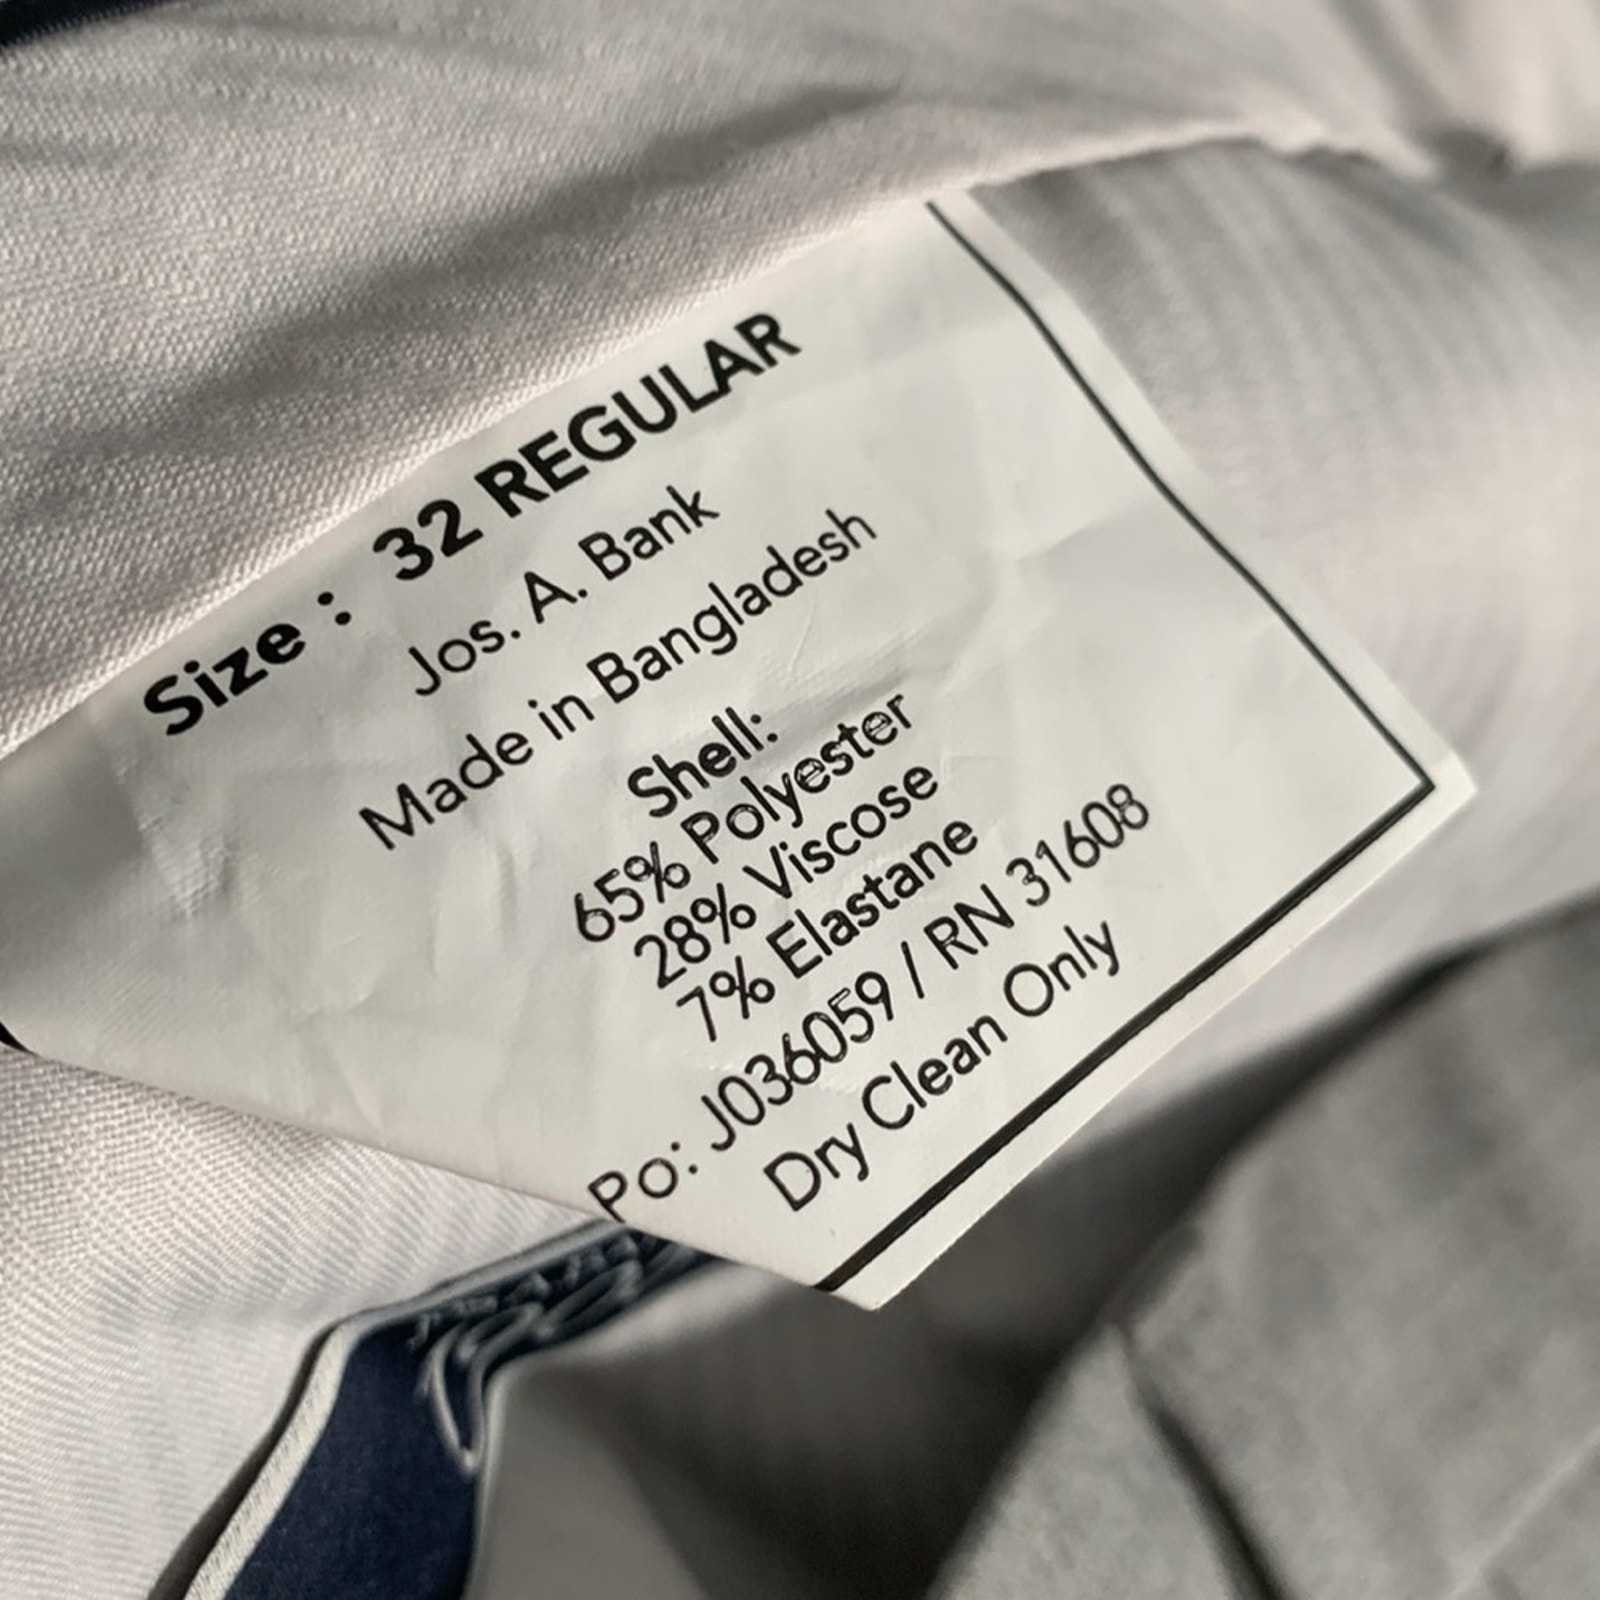 Size : 32 REGULAR
Jos. A. Bank
Made in Bangladesh
Shell:
65% Polyester
28% Viscose
7% Elastane
Po: J036059 / RN 31608
Dry Clean Only